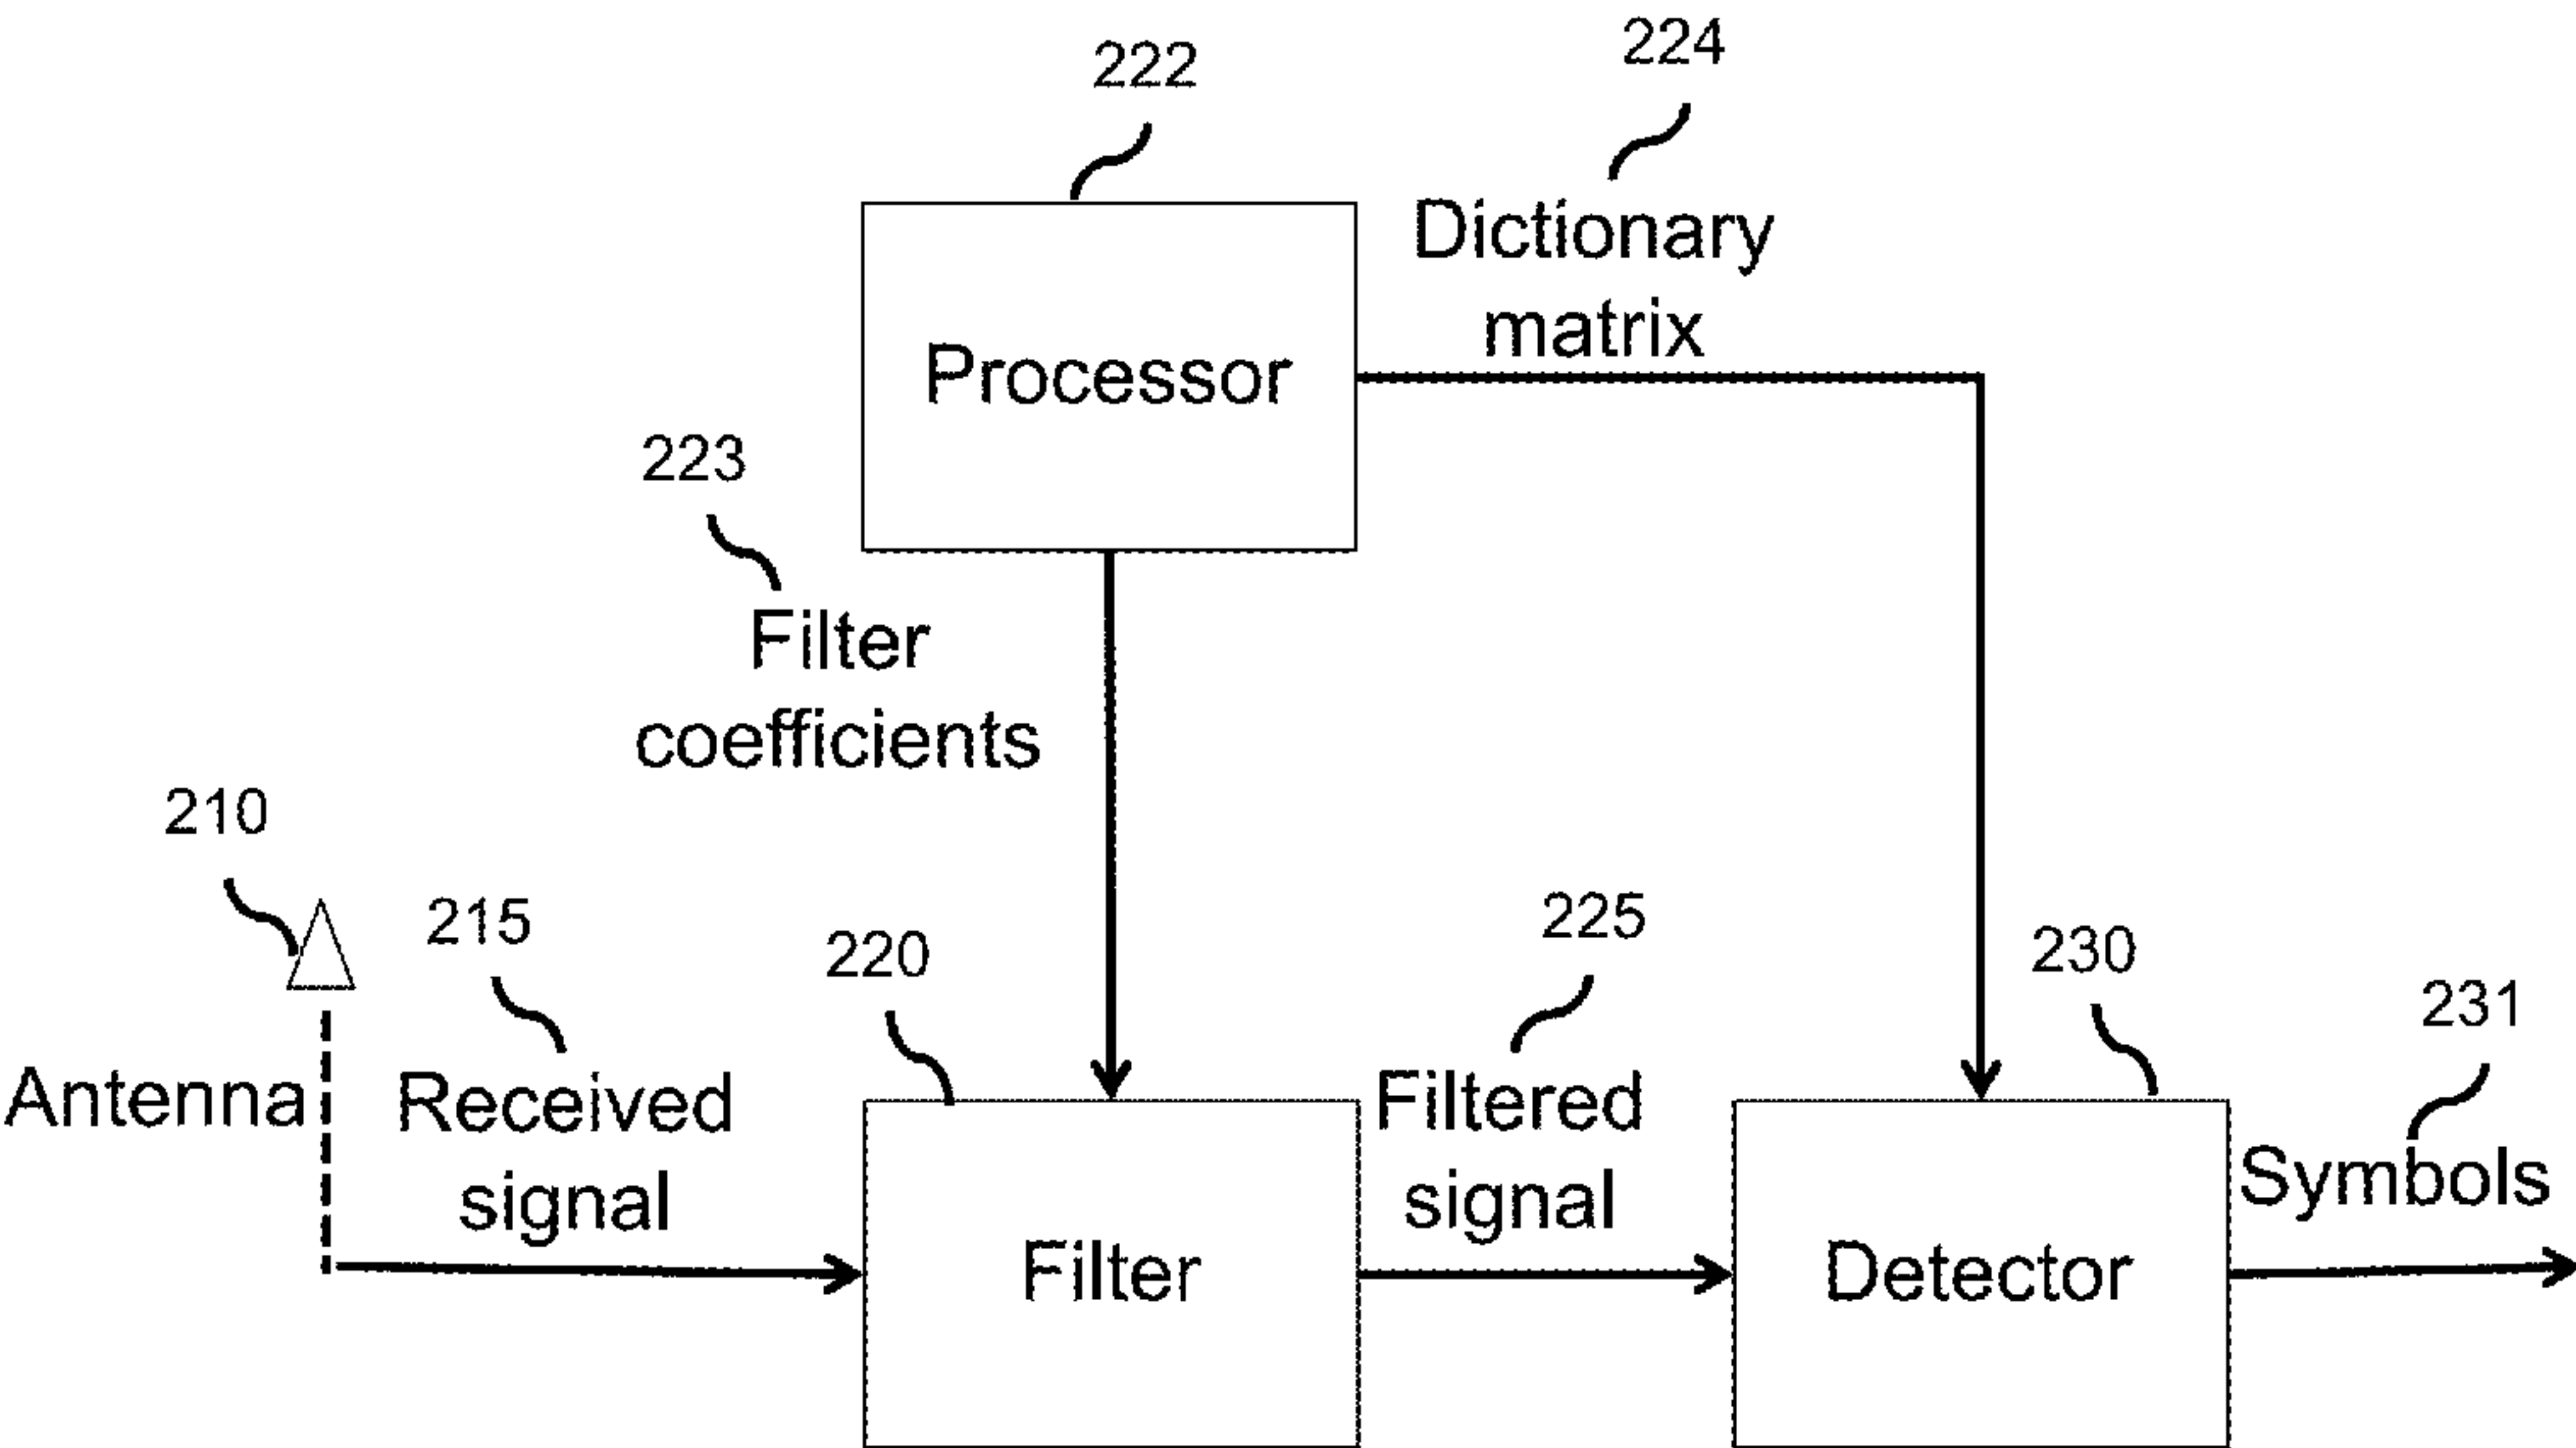 224
222
Dictionary
matrix
Processor
223
Filter
coefficients
210
215
220
225
230
231
Antenna
Received
signal
Filtered
signal
Symbols
Filter
Detector